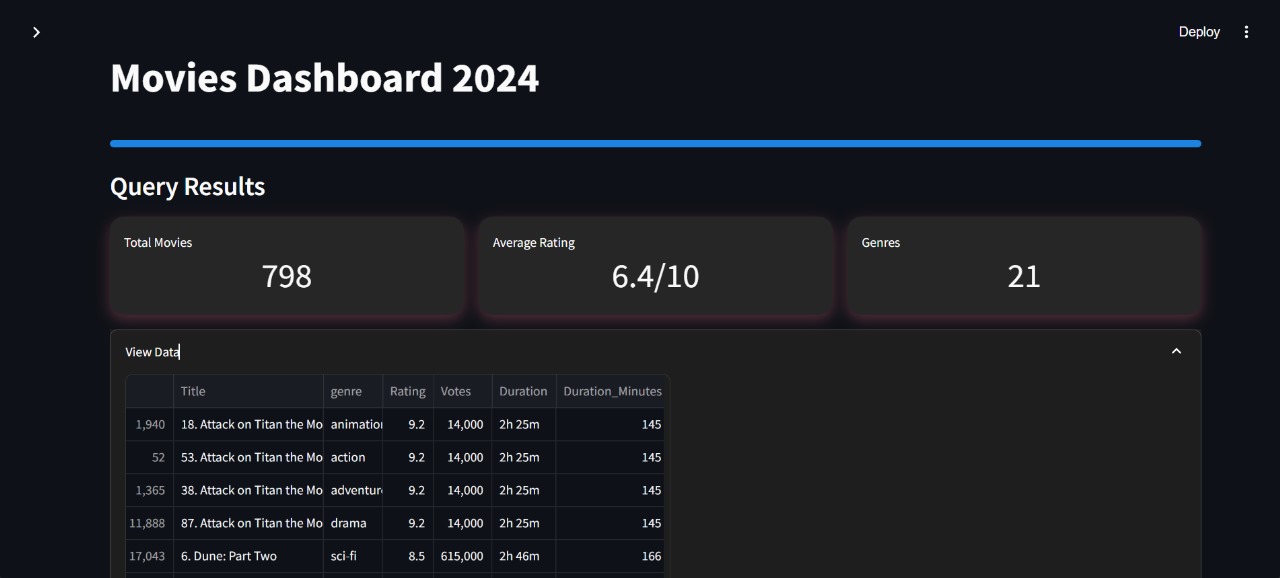 Deploy
Movies Dashboard 2024
Query Results
Total Movies Average Rating Genres
798 6.4/10 21
View Data
Title genre Rating Votes Duration Duration_Minutes
1,940 18. Attack on Titan the Mo animation 9.2 14,000 2h 25m 145
52 53. Attack on Titan the Mo action 9.2 14,000 2h 25m 145
1,365 38. Attack on Titan the Mo adventure 9.2 14,000 2h 25m 145
11,888 87. Attack on Titan the Mo drama 9.2 14,000 2h 25m 145
17,043 6. Dune: Part Two sci-fi 8.5 615,000 2h 46m 166